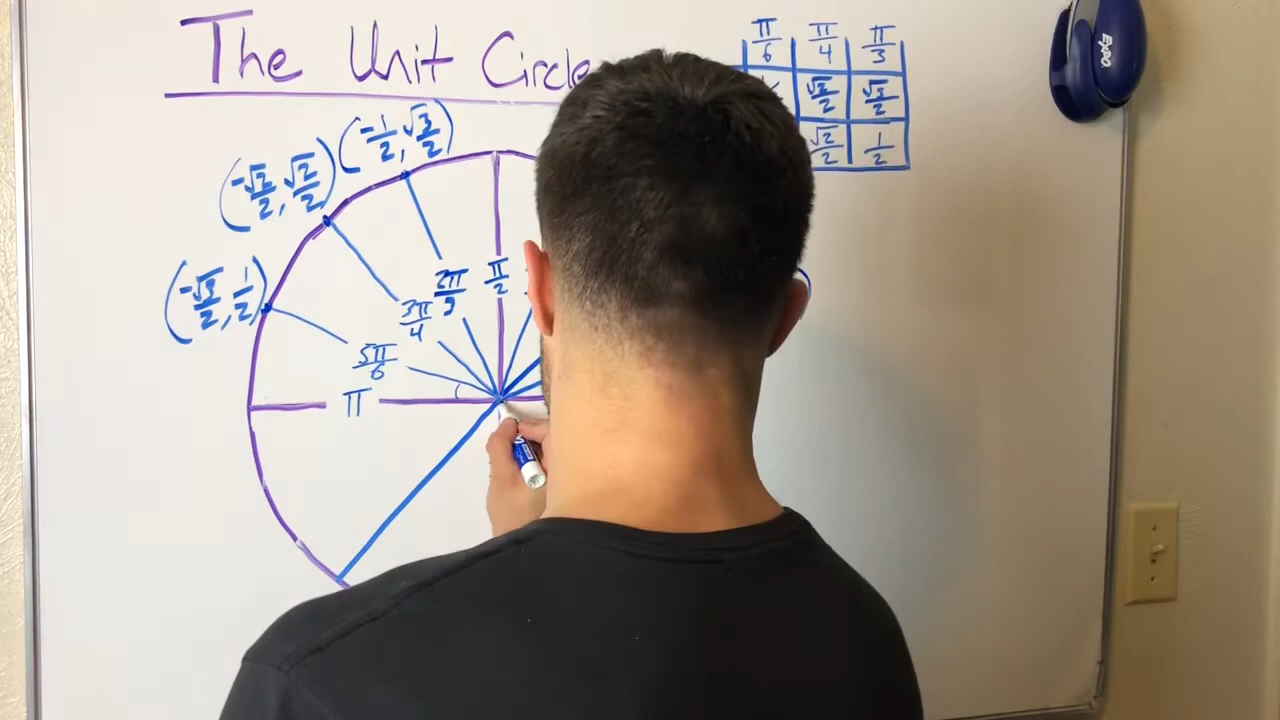 The Unit Circle
π/6 π/4 π/3
√2/2 √3/2
√2/2 1/2
EXPO
(-1/2, √3/2)
(-√2/2, √2/2)
(-√3/2, 1/2)
2π/3 π/2
3π/4
5π/6
π